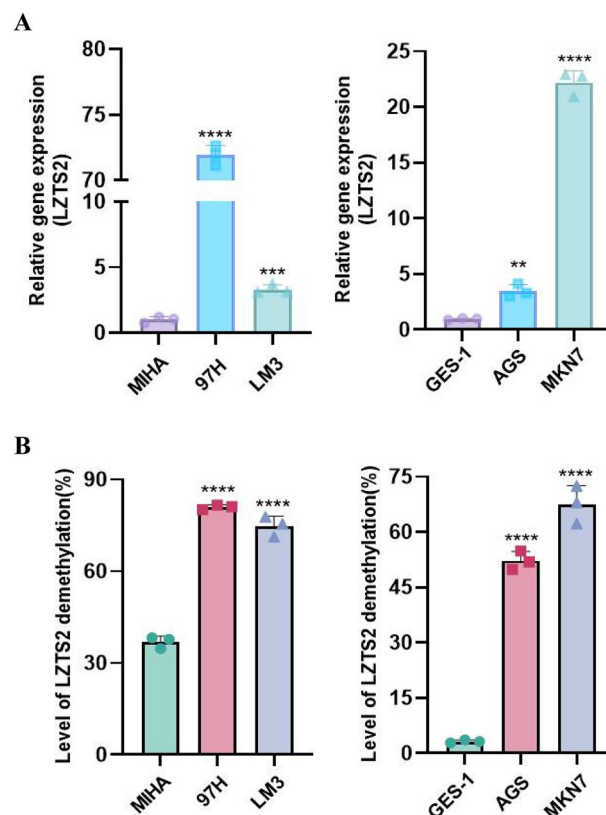 A
Relative gene expression
(LZTS2)
80
75
70
10
5
0
****
***
MIHA
97H
LM3
Relative gene expression
(LZTS2)
25
20
15
10
5
0
**
****
GES-1
AGS
MKN7
B
Level of LZTS2 demethylation(%)
90
60
30
0
****
****
MIHA
97H
LM3
Level of LZTS2 demethylation(%)
75
60
45
30
15
0
****
****
GES-1
AGS
MKN7